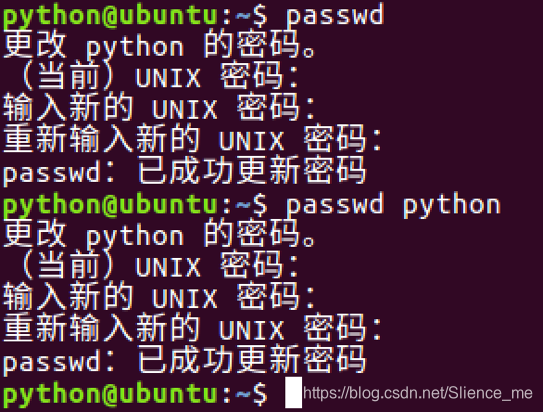 python@ubuntu:~$ passwd
更改 python 的密码。
（当前）UNIX 密码：
输入新的 UNIX 密码：
重新输入新的 UNIX 密码：
passwd：已成功更新密码
python@ubuntu:~$ passwd python
更改 python 的密码。
（当前）UNIX 密码：
输入新的 UNIX 密码：
重新输入新的 UNIX 密码：
passwd：已成功更新密码
python@ubuntu:~$
https://blog.csdn.net/Slience_me